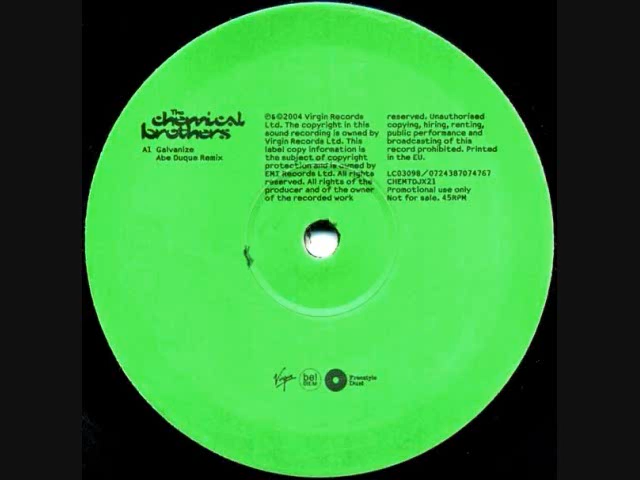 The
chemical
brothers
A1 Galvanize
Abe Duque Remix
℗&©2004 Virgin Records
Ltd. The copyright in this
sound recording is owned by
Virgin Records Ltd. This
label copy information is
the subject of copyright
protection and is owned by
EMI Records Ltd. All rights
reserved. All rights of the
producer and of the owner
of the recorded work
reserved. Unauthorised
copying, hiring, renting,
public performance and
broadcasting of this
record prohibited. Printed
in the EU.
LC03098/0724387074767
CHEMTDJX21
Promotional use only
Not for sale. 45RPM
Virgin
Freestyle
Dust